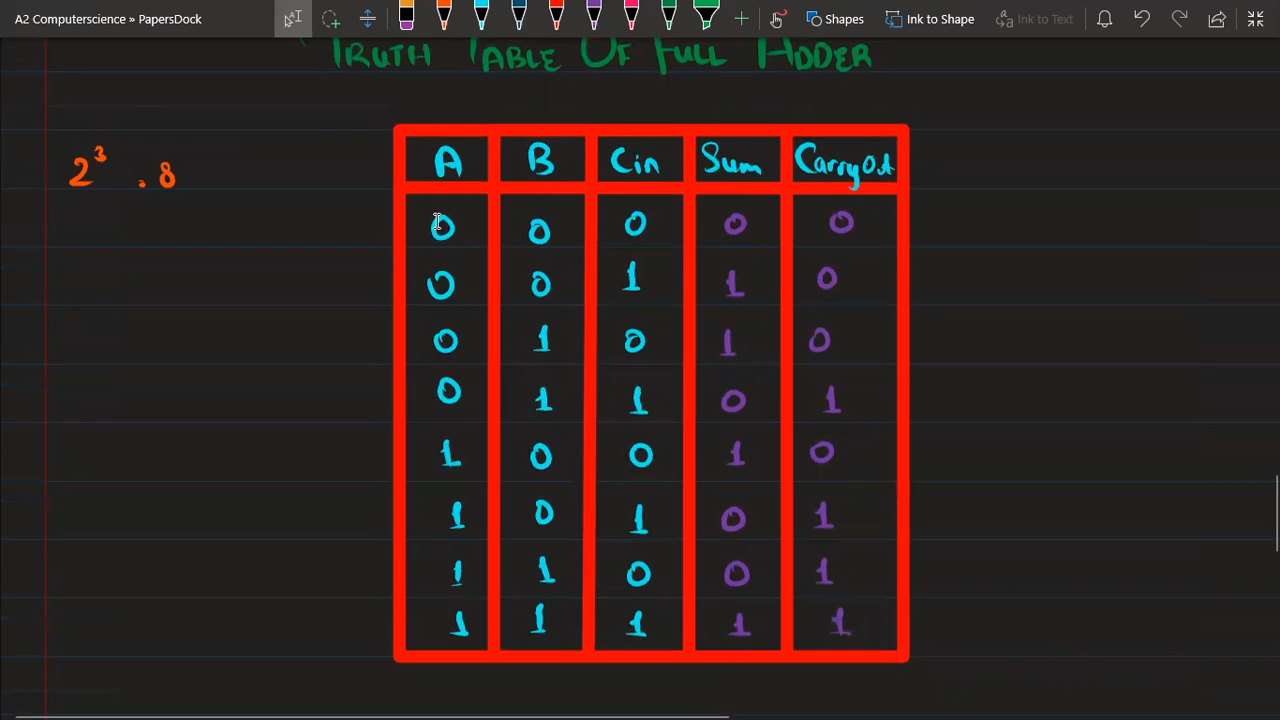 A2 Computerscience » PapersDock
Shapes
Ink to Shape
Ink to Text
TRUTH TABLE OF FULL ADDER
2³ = 8
A B Cin Sum CarryOut
0 0 0 0 0
0 0 1 1 0
0 1 0 1 0
0 1 1 0 1
1 0 0 1 0
1 0 1 0 1
1 1 0 0 1
1 1 1 1 1